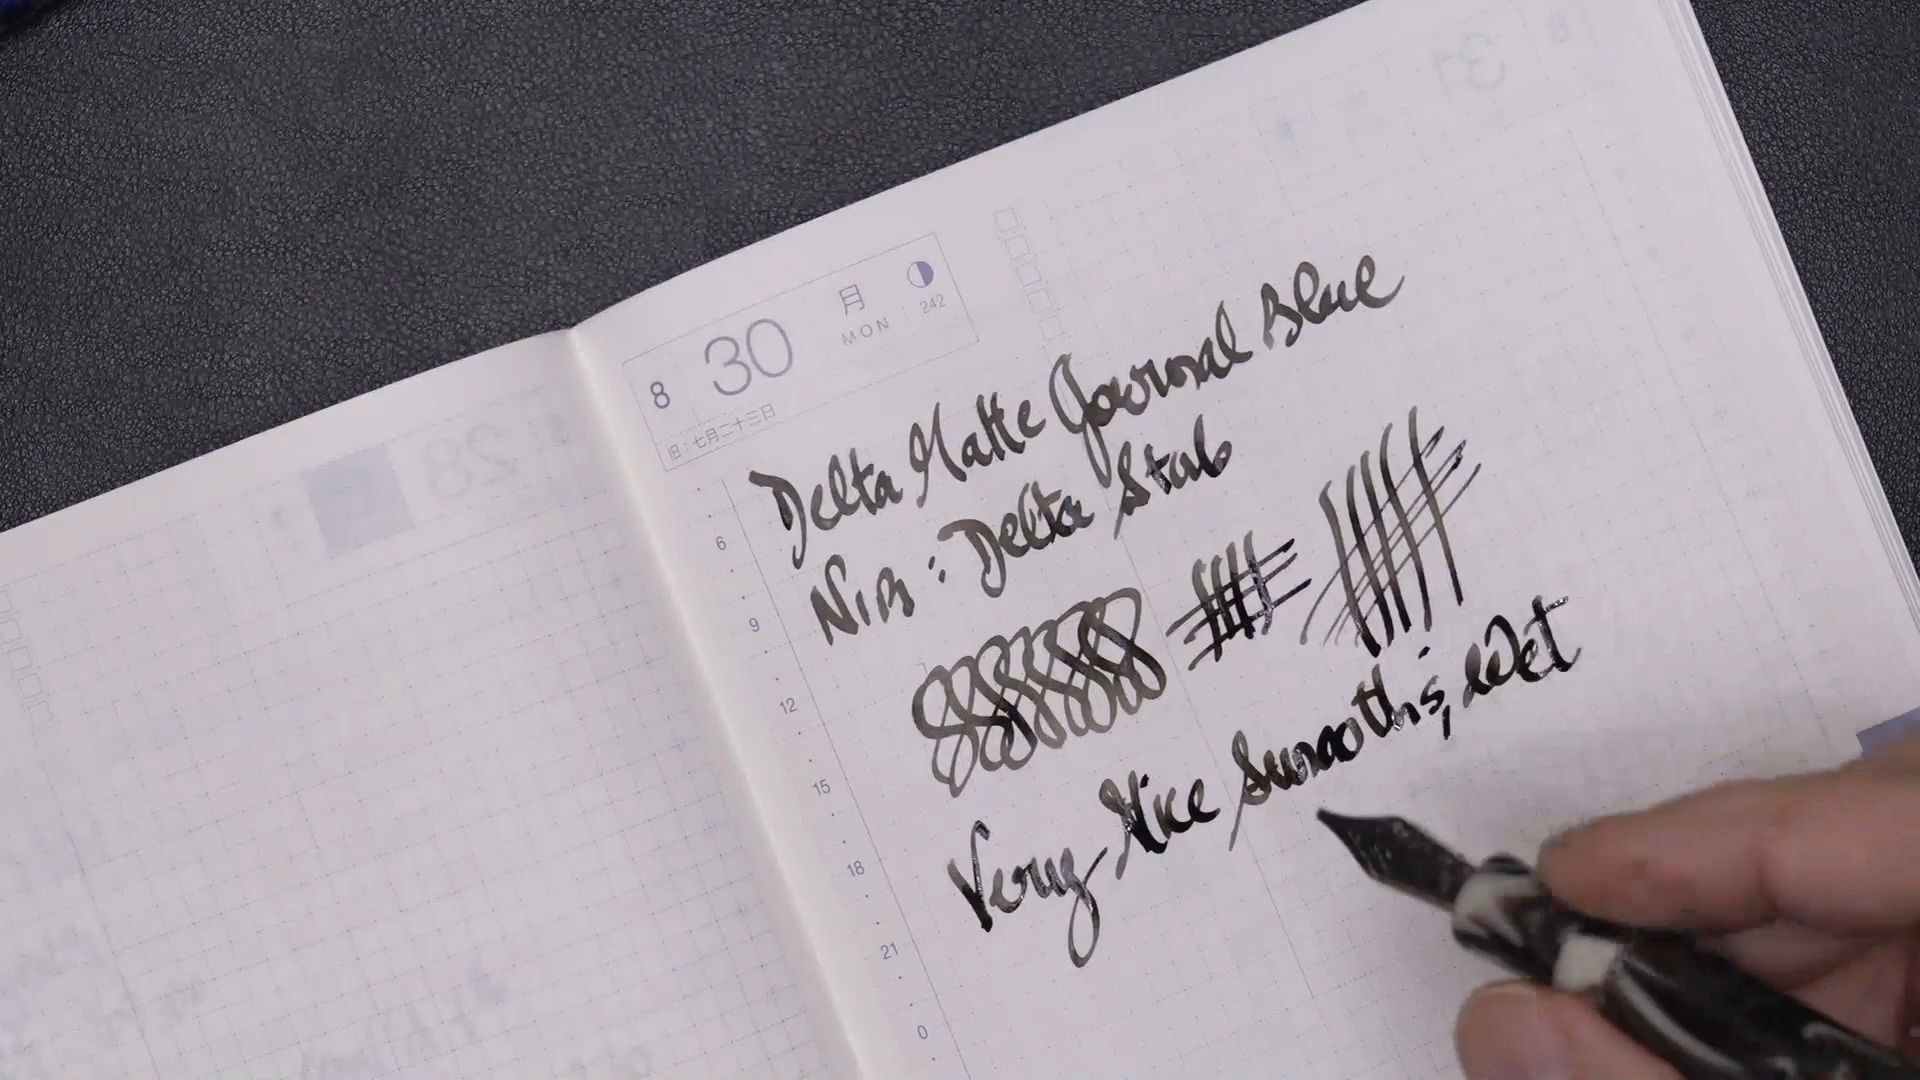 8 30 月 MON 242
旧:七月二十三日
Delta Matte Journal Blue
Nib: Delta Stub
Very Nice Smooth, Wet
6
9
12
15
18
21
0
31
28